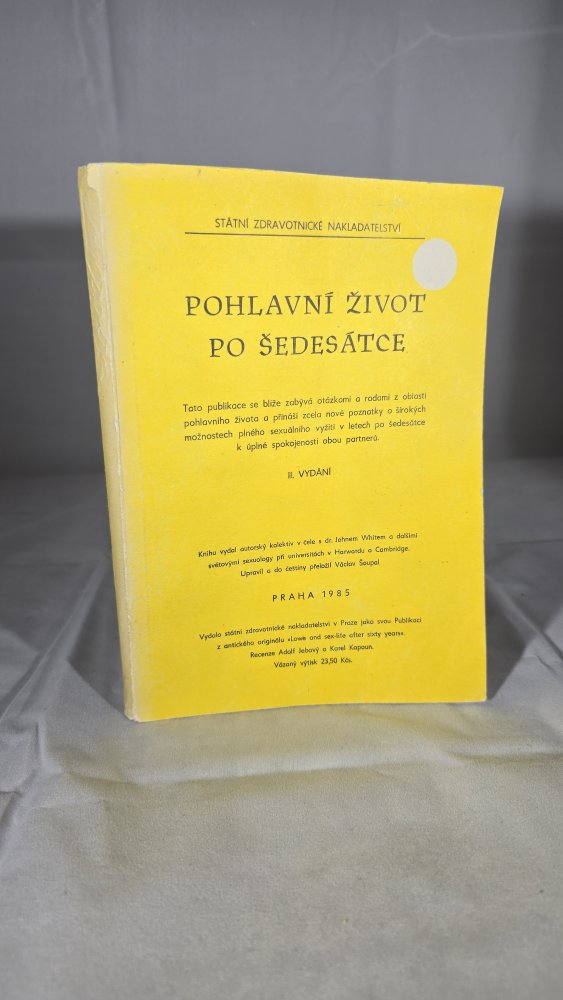 STÁTNÍ ZDRAVOTNICKÉ NAKLADATELSTVÍ
POHLAVNÍ ŽIVOT
PO ŠEDESÁTCE
Tato publikace se blíže zabývá otázkami a radami z oblasti
pohlavního života a přináší zcela nové poznatky o širokých
možnostech plného sexuálního vyžití v letech po šedesátce
k úplné spokojenosti obou partnerů.
II. VYDÁNÍ
Knihu vydal autorský kolektiv v čele s dr. Johnem Whitem a dalšími
světovými sexuology při universitách v Harwardu a Cambridge.
Upravil a do češtiny přeložil Václav Šoupal
PRAHA 1985
Vydalo státní zdravotnické nakladatelství v Praze jako svou Publikaci
z antického originálu »Lowe and sex-life after sixty years«.
Recenze Adolf Jebavý a Karel Kapoun.
Vázaný výtisk 23,50 Kčs.